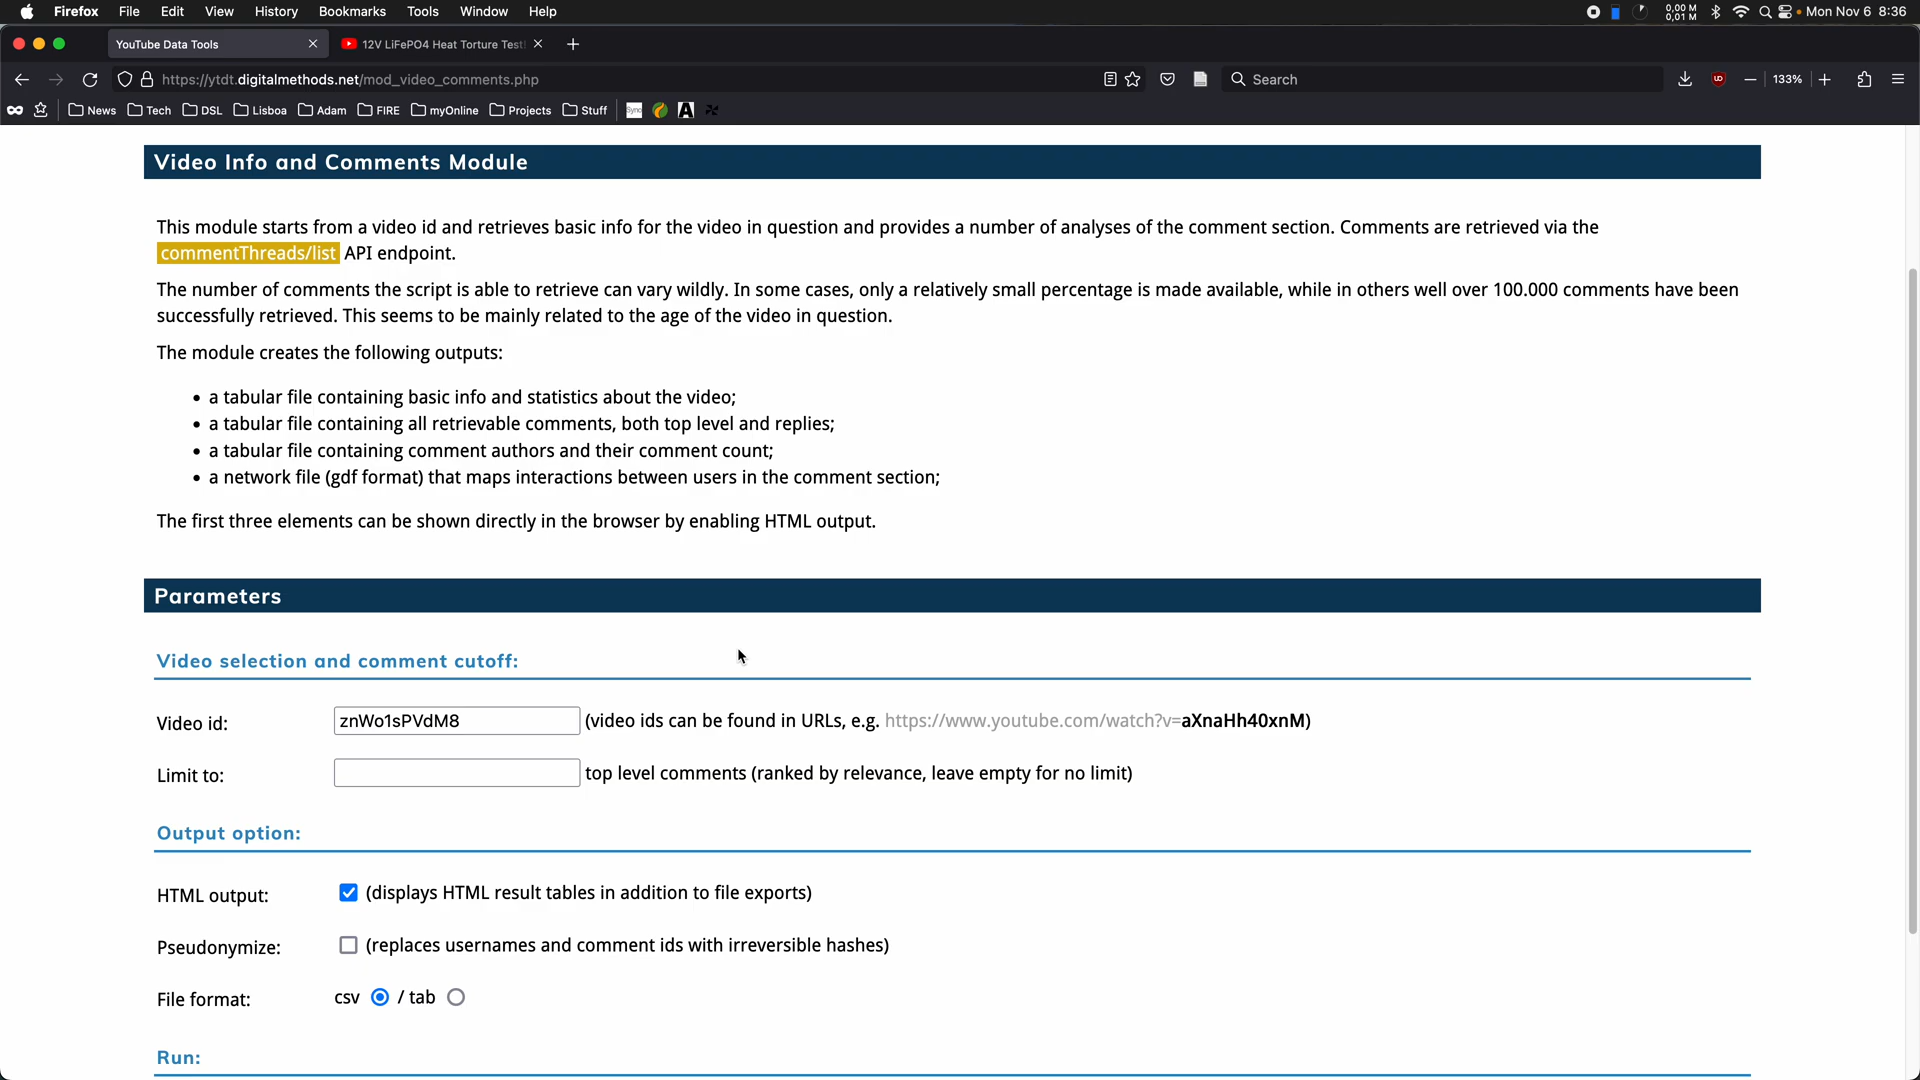 Firefox File Edit View History Bookmarks Tools Window Help 0,00 M 0,01 M Mon Nov 6 8:36
YouTube Data Tools 12V LiFePO4 Heat Torture Test!
https://ytdt.digitalmethods.net/mod_video_comments.php Search 133%
News Tech DSL Lisboa Adam FIRE myOnline Projects Stuff
Video Info and Comments Module
This module starts from a video id and retrieves basic info for the video in question and provides a number of analyses of the comment section. Comments are retrieved via the
commentThreads/list API endpoint.
The number of comments the script is able to retrieve can vary wildly. In some cases, only a relatively small percentage is made available, while in others well over 100.000 comments have been
successfully retrieved. This seems to be mainly related to the age of the video in question.
The module creates the following outputs:
• a tabular file containing basic info and statistics about the video;
• a tabular file containing all retrievable comments, both top level and replies;
• a tabular file containing comment authors and their comment count;
• a network file (gdf format) that maps interactions between users in the comment section;
The first three elements can be shown directly in the browser by enabling HTML output.
Parameters
Video selection and comment cutoff:
Video id: znWo1sPVdM8 (video ids can be found in URLs, e.g. https://www.youtube.com/watch?v=aXnaHh40xnM)
Limit to: top level comments (ranked by relevance, leave empty for no limit)
Output option:
HTML output: (displays HTML result tables in addition to file exports)
Pseudonymize: (replaces usernames and comment ids with irreversible hashes)
File format: csv / tab
Run: